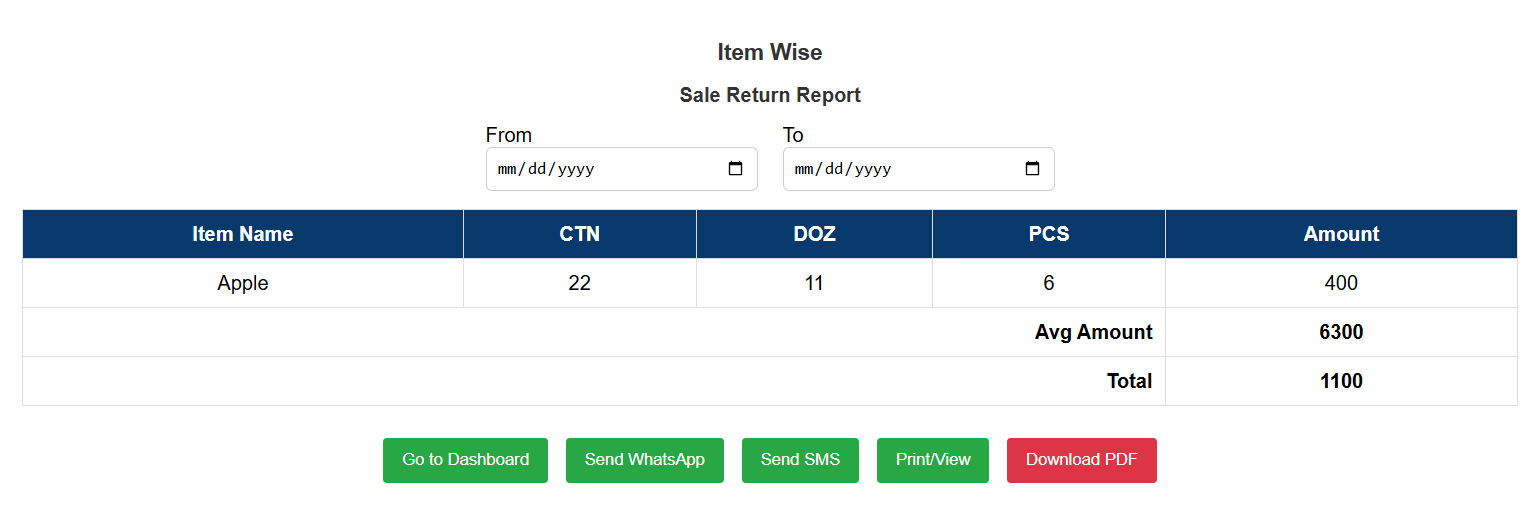 Item Wise
Sale Return Report
From To
mm/dd/yyyy mm/dd/yyyy
Item Name CTN DOZ PCS Amount
Apple 22 11 6 400
Avg Amount 6300
Total 1100
Go to Dashboard Send WhatsApp Send SMS Print/View Download PDF